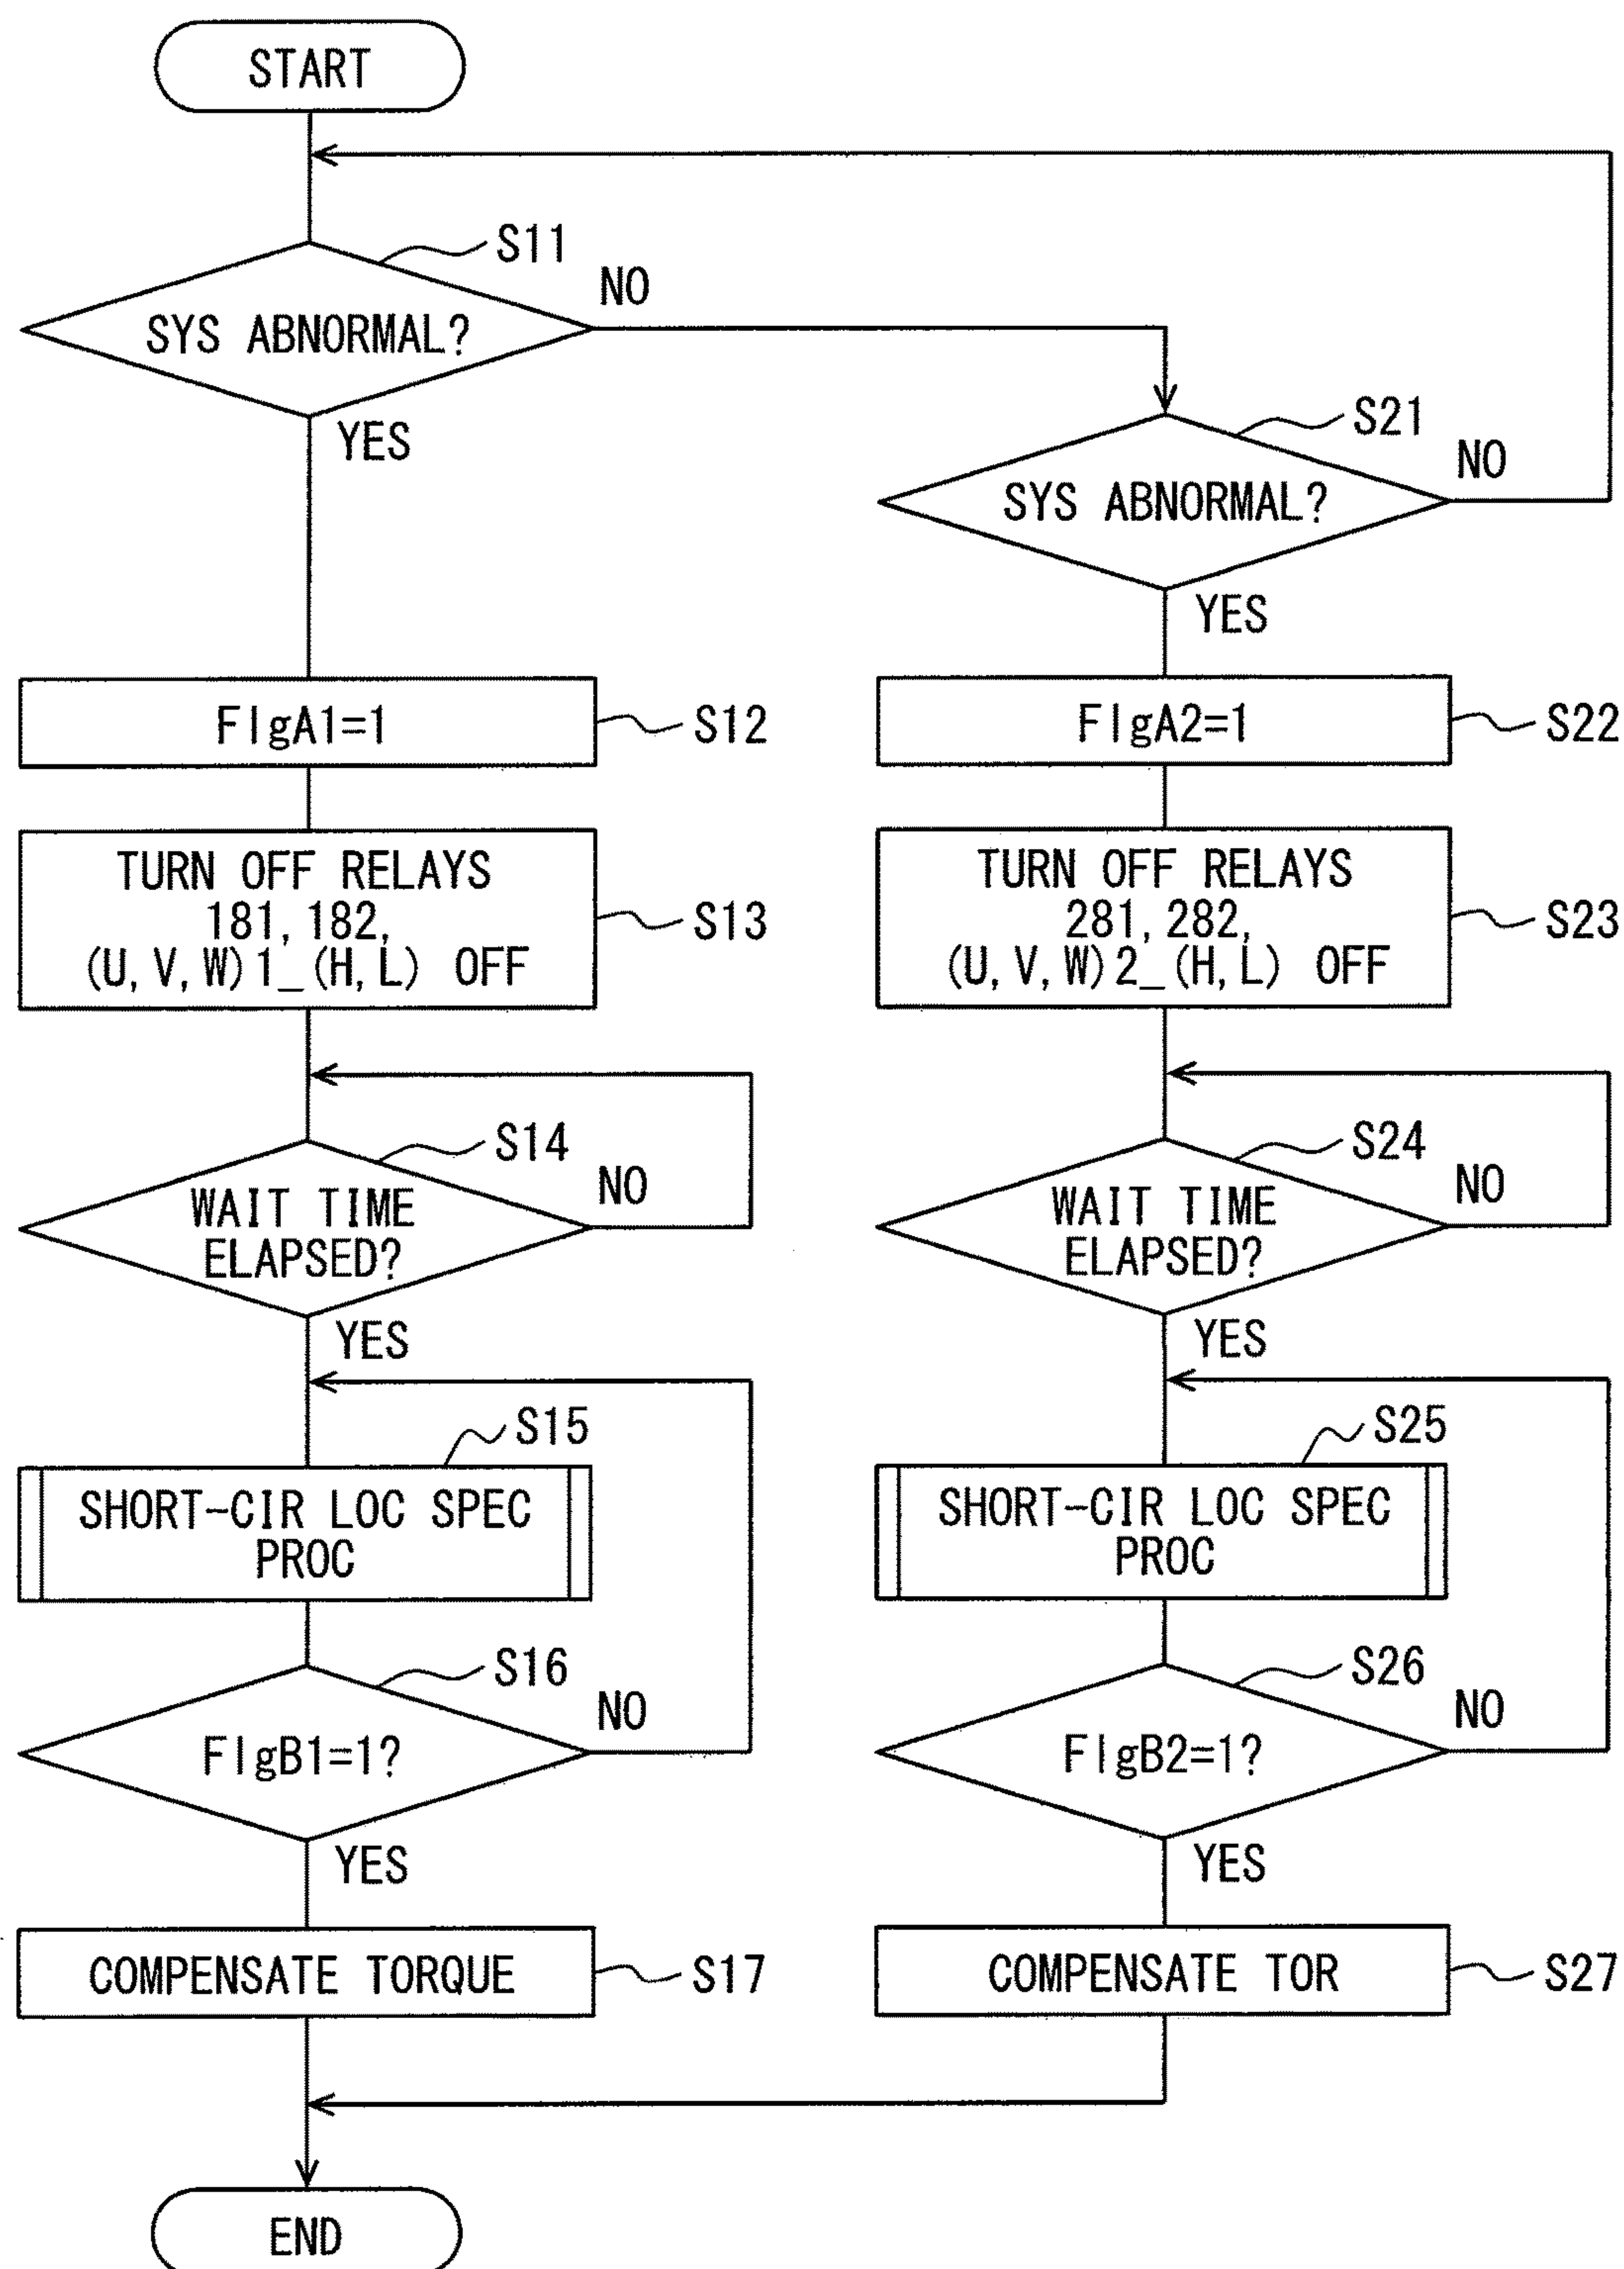 START
S11
NO
SYS ABNORMAL?
YES
S21
NO
SYS ABNORMAL?
YES
FlgA1=1
S12
FlgA2=1
S22
TURN OFF RELAYS
181, 182,
(U, V, W)1_(H, L) OFF
S13
TURN OFF RELAYS
281, 282,
(U, V, W)2_(H, L) OFF
S23
S14
NO
WAIT TIME
ELAPSED?
YES
S24
NO
WAIT TIME
ELAPSED?
YES
S15
SHORT-CIR LOC SPEC
PROC
S25
SHORT-CIR LOC SPEC
PROC
S16
NO
FlgB1=1?
YES
S26
NO
FlgB2=1?
YES
COMPENSATE TORQUE
S17
COMPENSATE TOR
S27
END